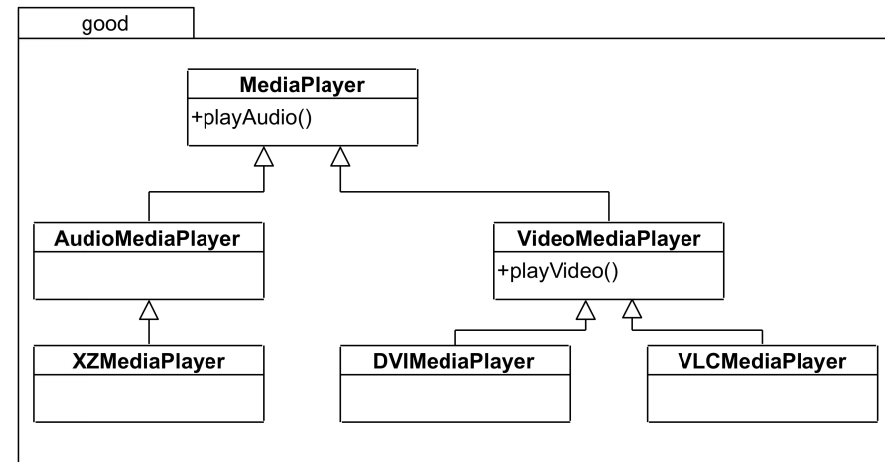 good
MediaPlayer
+playAudio()
AudioMediaPlayer
VideoMediaPlayer
+playVideo()
XZMediaPlayer
DVIMediaPlayer
VLCMediaPlayer